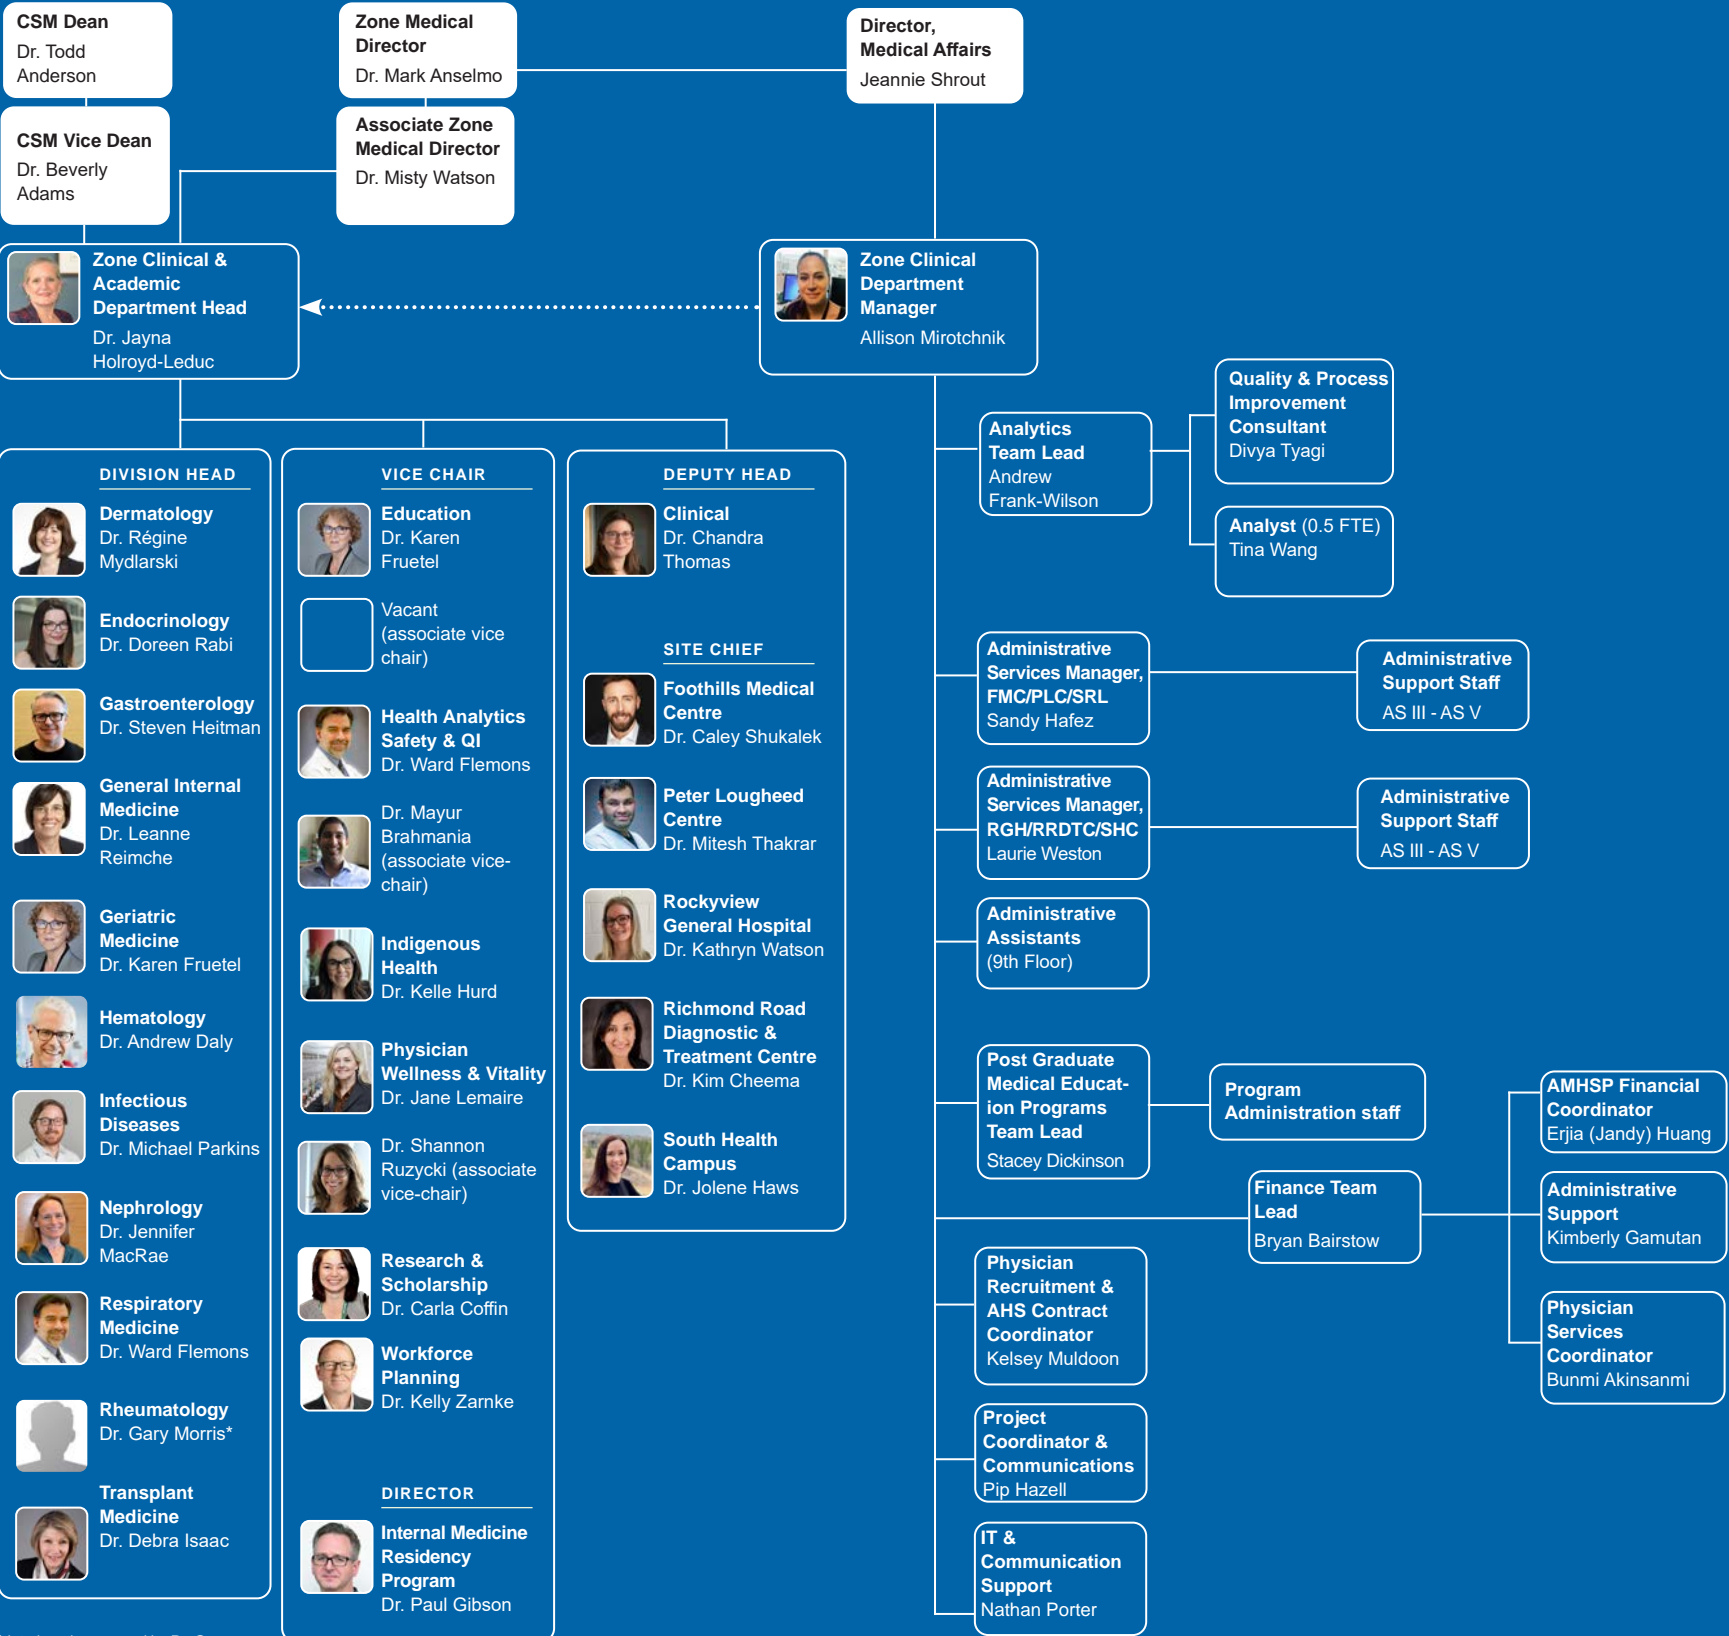 CSM Dean
Dr. Todd
Anderson
Zone Medical
Director
Dr. Mark Anselmo
Director,
Medical Affairs
Jeannie Shrout
CSM Vice Dean
Dr. Beverly
Adams
Associate Zone
Medical Director
Dr. Misty Watson
Zone Clinical &
Academic
Department Head
Dr. Jayna
Holroyd-Leduc
Zone Clinical
Department
Manager
Allison Mirotchnik
DIVISION HEAD
Dermatology
Dr. Régine
Mydlarski
Endocrinology
Dr. Doreen Rabi
Gastroenterology
Dr. Steven Heitman
General Internal
Medicine
Dr. Leanne
Reimche
Geriatric
Medicine
Dr. Karen Fruetel
Hematology
Dr. Andrew Daly
Infectious
Diseases
Dr. Michael Parkins
Nephrology
Dr. Jennifer
MacRae
Respiratory
Medicine
Dr. Ward Flemons
Rheumatology
Dr. Gary Morris*
Transplant
Medicine
Dr. Debra Isaac
VICE CHAIR
Education
Dr. Karen
Fruetel
Vacant
(associate vice
chair)
Health Analytics
Safety & QI
Dr. Ward Flemons
Dr. Mayur
Brahmania
(associate vice-
chair)
Indigenous
Health
Dr. Kelle Hurd
Physician
Wellness & Vitality
Dr. Jane Lemaire
Dr. Shannon
Ruzycki (associate
vice-chair)
Research &
Scholarship
Dr. Carla Coffin
Workforce
Planning
Dr. Kelly Zarnke
DIRECTOR
Internal Medicine
Residency
Program
Dr. Paul Gibson
DEPUTY HEAD
Clinical
Dr. Chandra
Thomas
SITE CHIEF
Foothills Medical
Centre
Dr. Caley Shukalek
Peter Lougheed
Centre
Dr. Mitesh Thakrar
Rockyview
General Hospital
Dr. Kathryn Watson
Richmond Road
Diagnostic &
Treatment Centre
Dr. Kim Cheema
South Health
Campus
Dr. Jolene Haws
Analytics
Team Lead
Andrew
Frank-Wilson
Quality & Process
Improvement
Consultant
Divya Tyagi
Analyst (0.5 FTE)
Tina Wang
Administrative
Services Manager,
FMC/PLC/SRL
Sandy Hafez
Administrative
Support Staff
AS III - AS V
Administrative
Services Manager,
RGH/RRDTC/SHC
Laurie Weston
Administrative
Support Staff
AS III - AS V
Administrative
Assistants
(9th Floor)
Post Graduate
Medical Educat-
ion Programs
Team Lead
Stacey Dickinson
Program
Administration staff
Finance Team
Lead
Bryan Bairstow
AMHSP Financial
Coordinator
Erjia (Jandy) Huang
Administrative
Support
Kimberly Gamutan
Physician
Services
Coordinator
Bunmi Akinsanmi
Physician
Recruitment &
AHS Contract
Coordinator
Kelsey Muldoon
Project
Coordinator &
Communications
Pip Hazell
IT &
Communication
Support
Nathan Porter